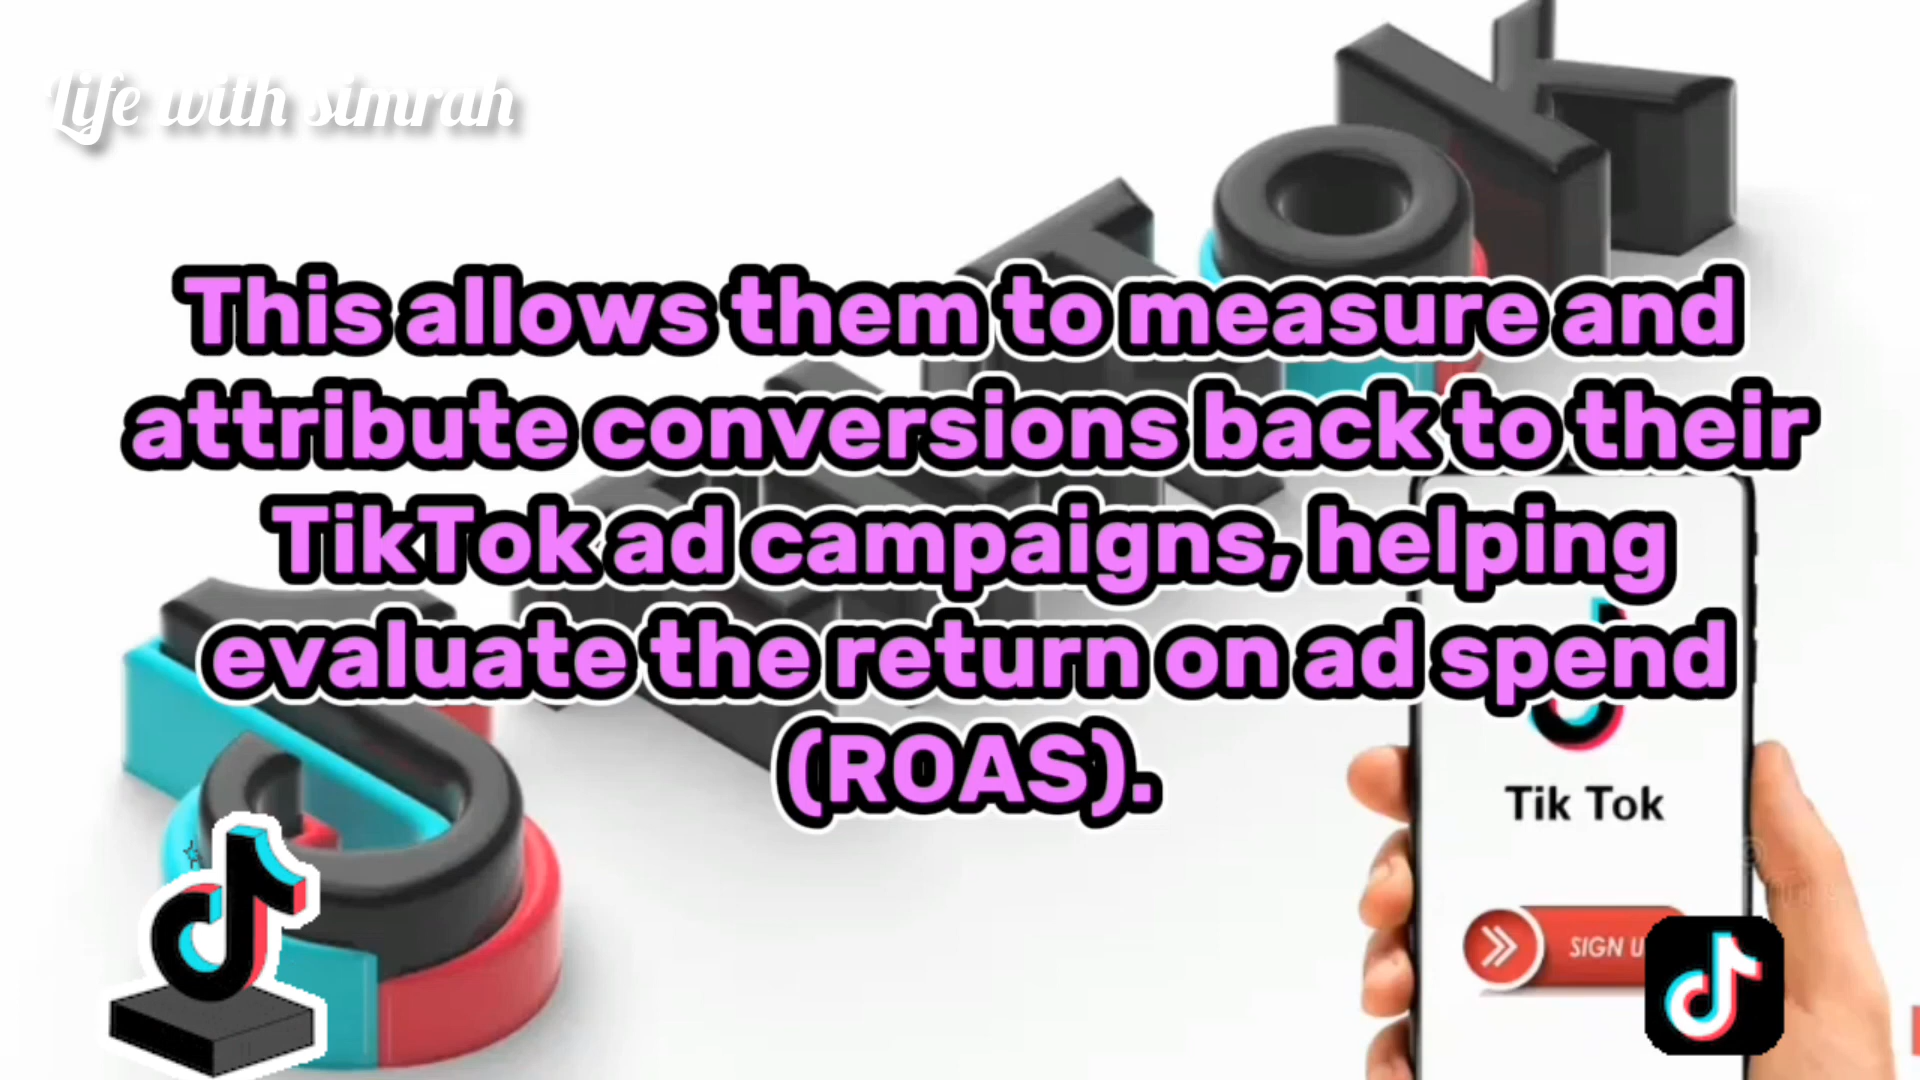 Life with simrah
This allows them to measure and
attribute conversions back to their
TikTok ad campaigns, helping
evaluate the return on ad spend
(ROAS).
Tik Tok
SIGN U